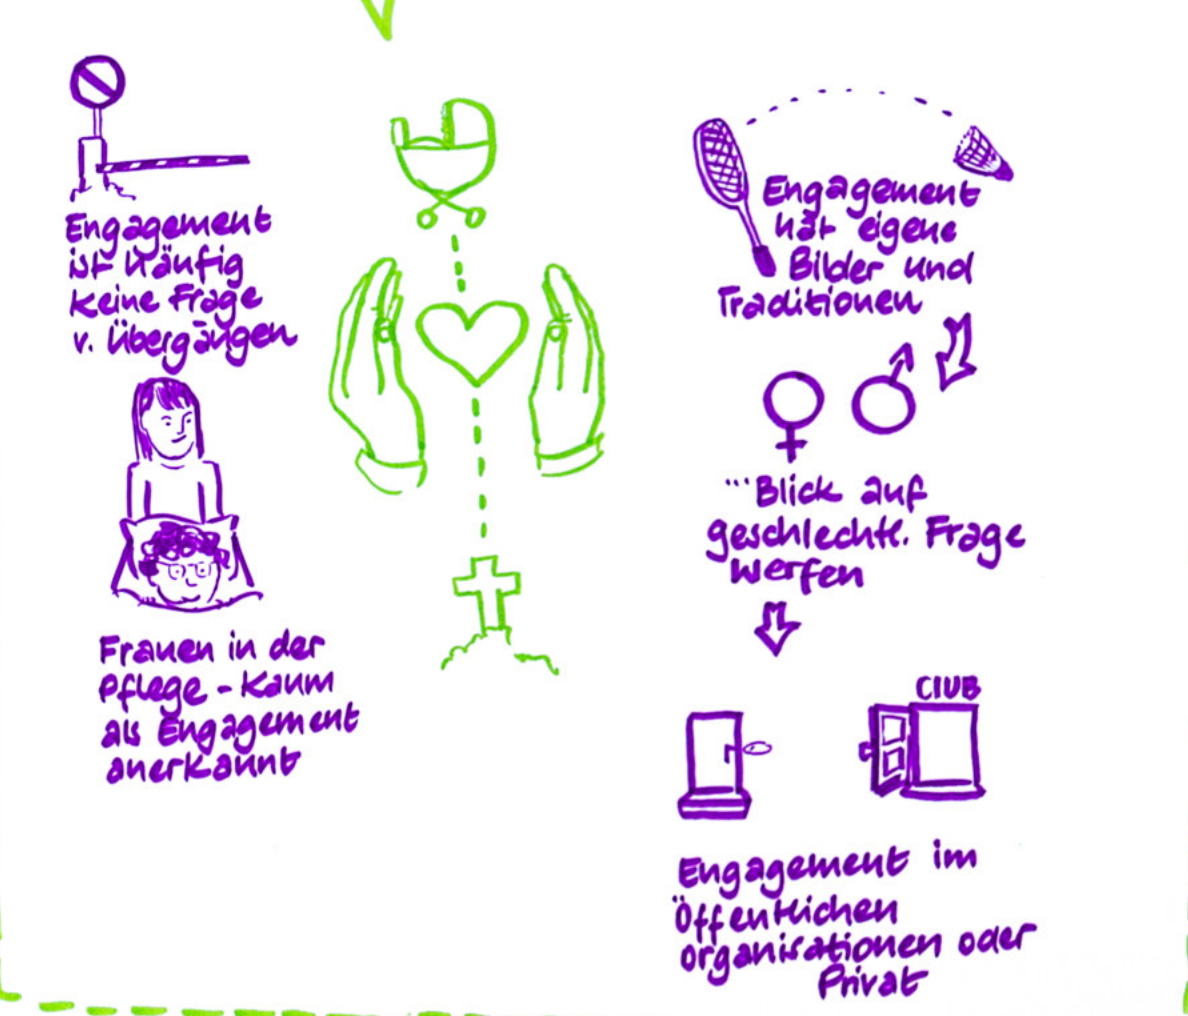 Engagement
ist häufig
keine Frage
v. Übergängen
Frauen in der
Pflege - Kaum
als Engagement
anerkannt
Engagement
hat eigene
Bilder und
Traditionen
...Blick auf
geschlechtl. Frage
werfen
CLUB
Engagement im
Öffentlichen
Organisationen oder
Privat